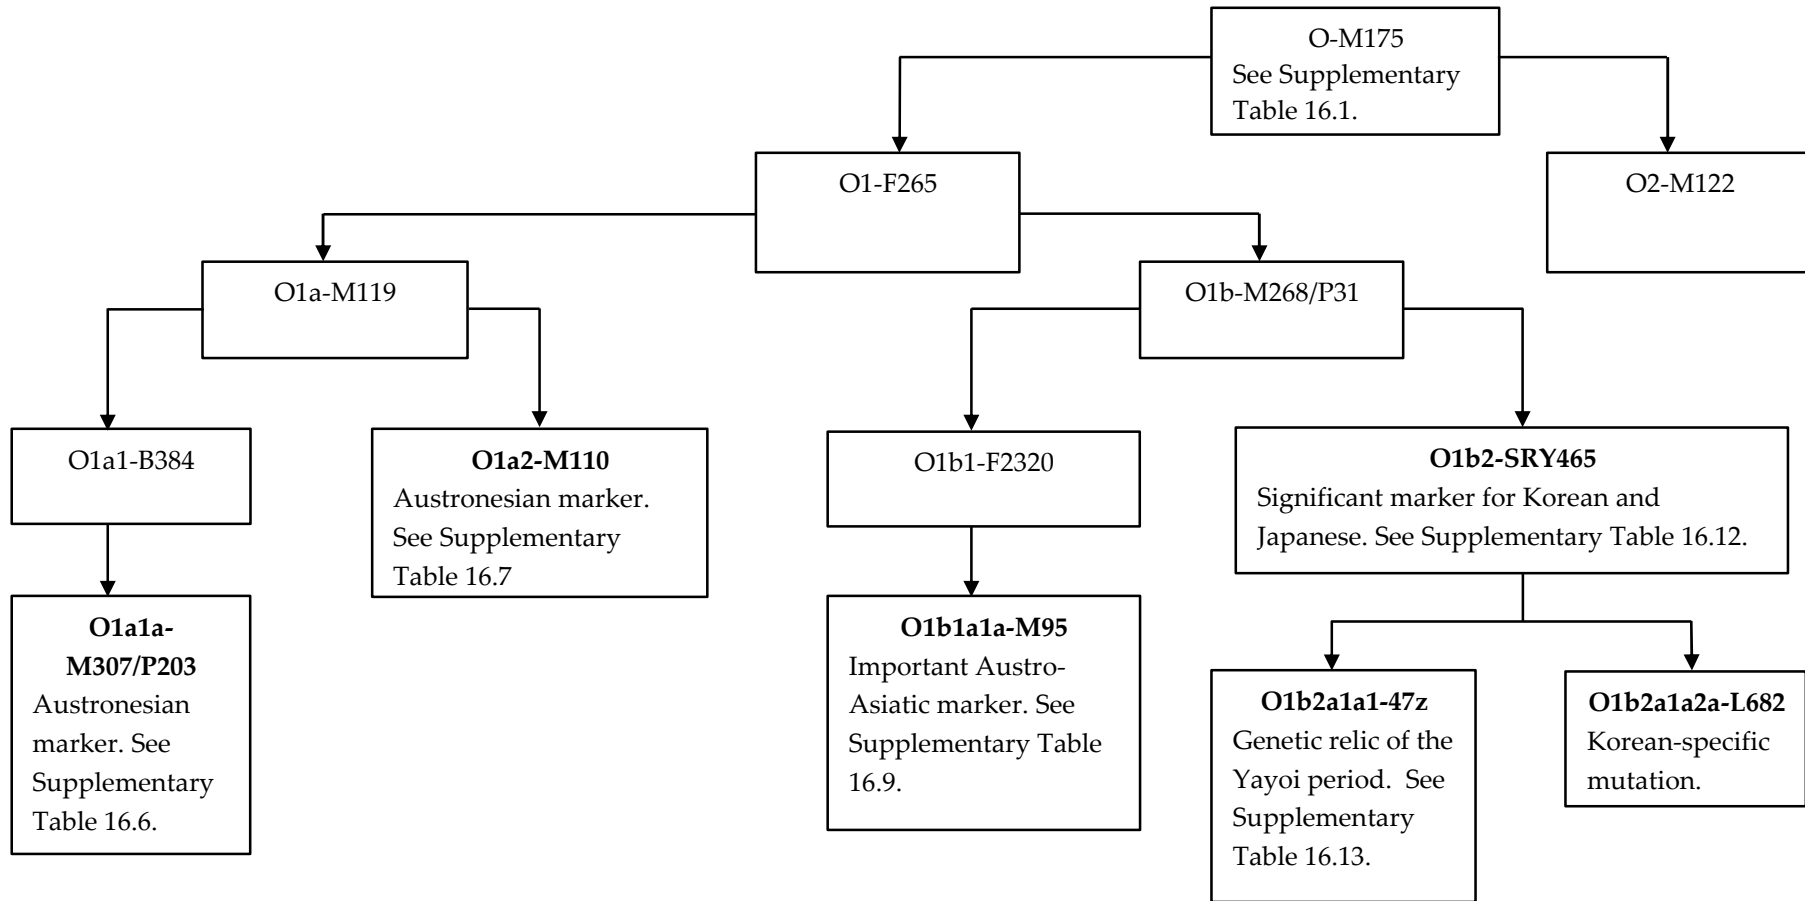 O-M175
See Supplementary
Table 16.1.
O1-F265
O2-M122
O1a-M119
O1b-M268/P31
O1a1-B384
O1a2-M110
Austronesian marker.
See Supplementary
Table 16.7
O1b1-F2320
O1b2-SRY465
Significant marker for Korean and
Japanese. See Supplementary Table 16.12.
O1a1a-
M307/P203
Austronesian
marker. See
Supplementary
Table 16.6.
O1b1a1a-M95
Important Austro-
Asiatic marker. See
Supplementary Table
16.9.
O1b2a1a1-47z
Genetic relic of the
Yayoi period.  See
Supplementary
Table 16.13.
O1b2a1a2a-L682
Korean-specific
mutation.